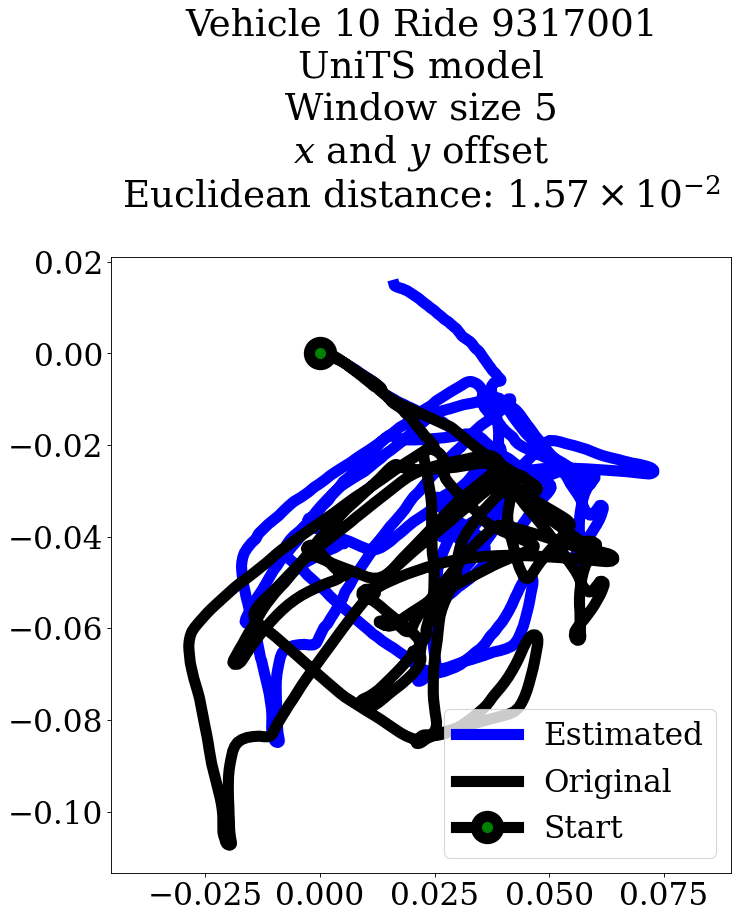 Vehicle 10 Ride 9317001
UniTS model
Window size 5
x and y offset
Euclidean distance: 1.57 × 10⁻²
0.02
0.00
−0.02
−0.04
−0.06
−0.08
−0.10
Estimated
Original
Start
−0.025 0.000 0.025 0.050 0.075